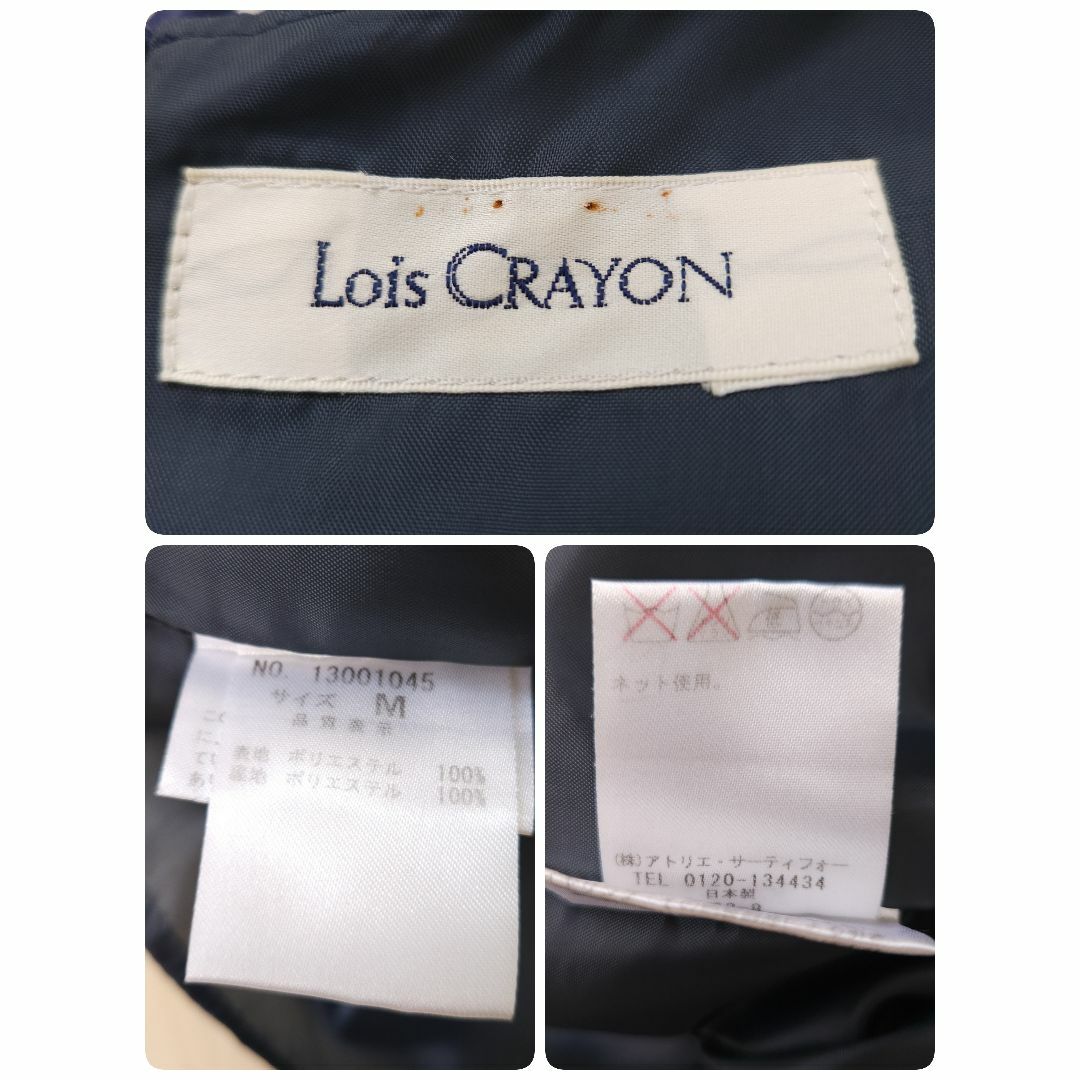 Lois CRAYON
NO. 13001045
サイズ M
品質表示
表地 ポリエステル 100%
裏地 ポリエステル 100%
ネット使用。
(株)アトリエ・サーティフォー
TEL 0120-134434
日本製